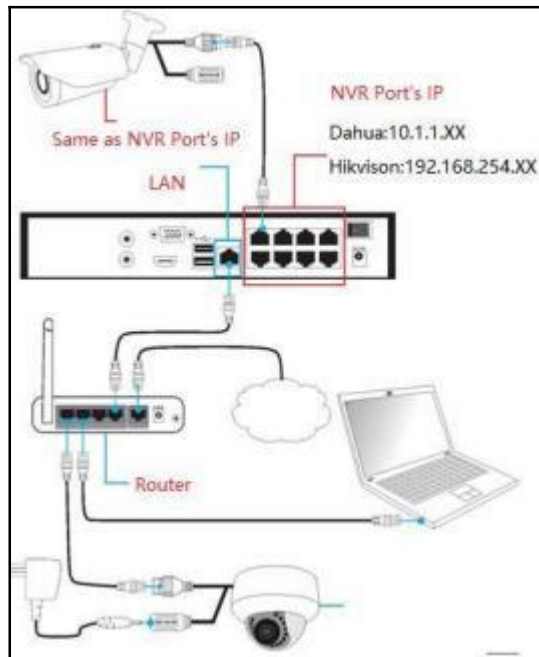 NVR Port's IP
Dahua:10.1.1.XX
Hikvison:192.168.254.XX
Same as NVR Port's IP
LAN
Router